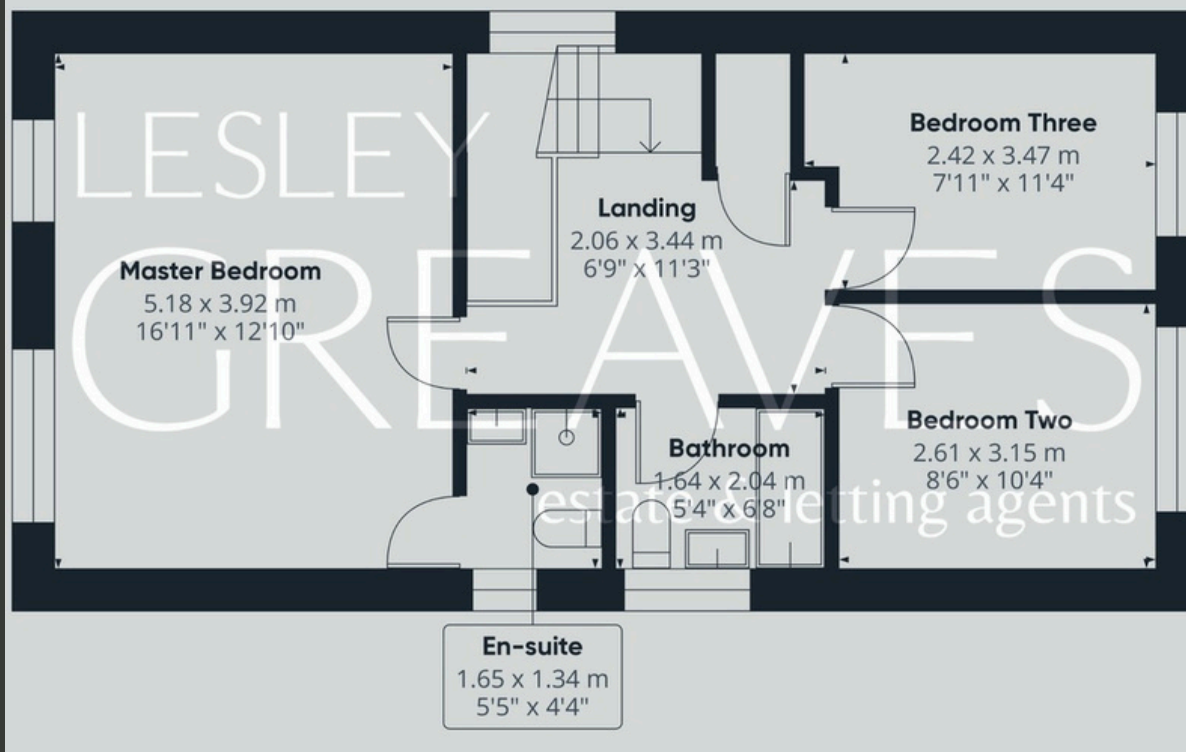 LESLEY
GREAVES
estate & letting agents
Master Bedroom
5.18 x 3.92 m
16'11" x 12'10"
Landing
2.06 x 3.44 m
6'9" x 11'3"
Bedroom Three
2.42 x 3.47 m
7'11" x 11'4"
Bedroom Two
2.61 x 3.15 m
8'6" x 10'4"
Bathroom
1.64 x 2.04 m
5'4" x 6'8"
En-suite
1.65 x 1.34 m
5'5" x 4'4"